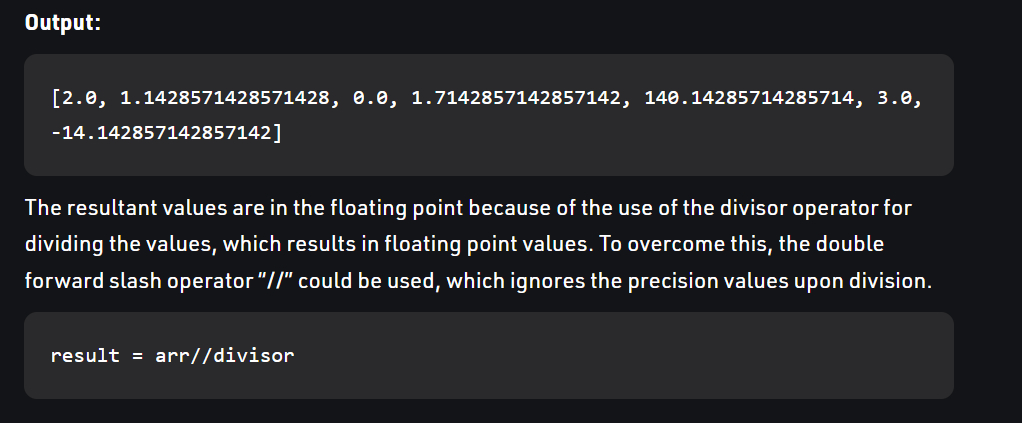 Output:
[2.0, 1.1428571428571428, 0.0, 1.7142857142857142, 140.14285714285714, 3.0,
-14.142857142857142]
The resultant values are in the floating point because of the use of the divisor operator for
dividing the values, which results in floating point values. To overcome this, the double
forward slash operator “//” could be used, which ignores the precision values upon division.
result = arr//divisor